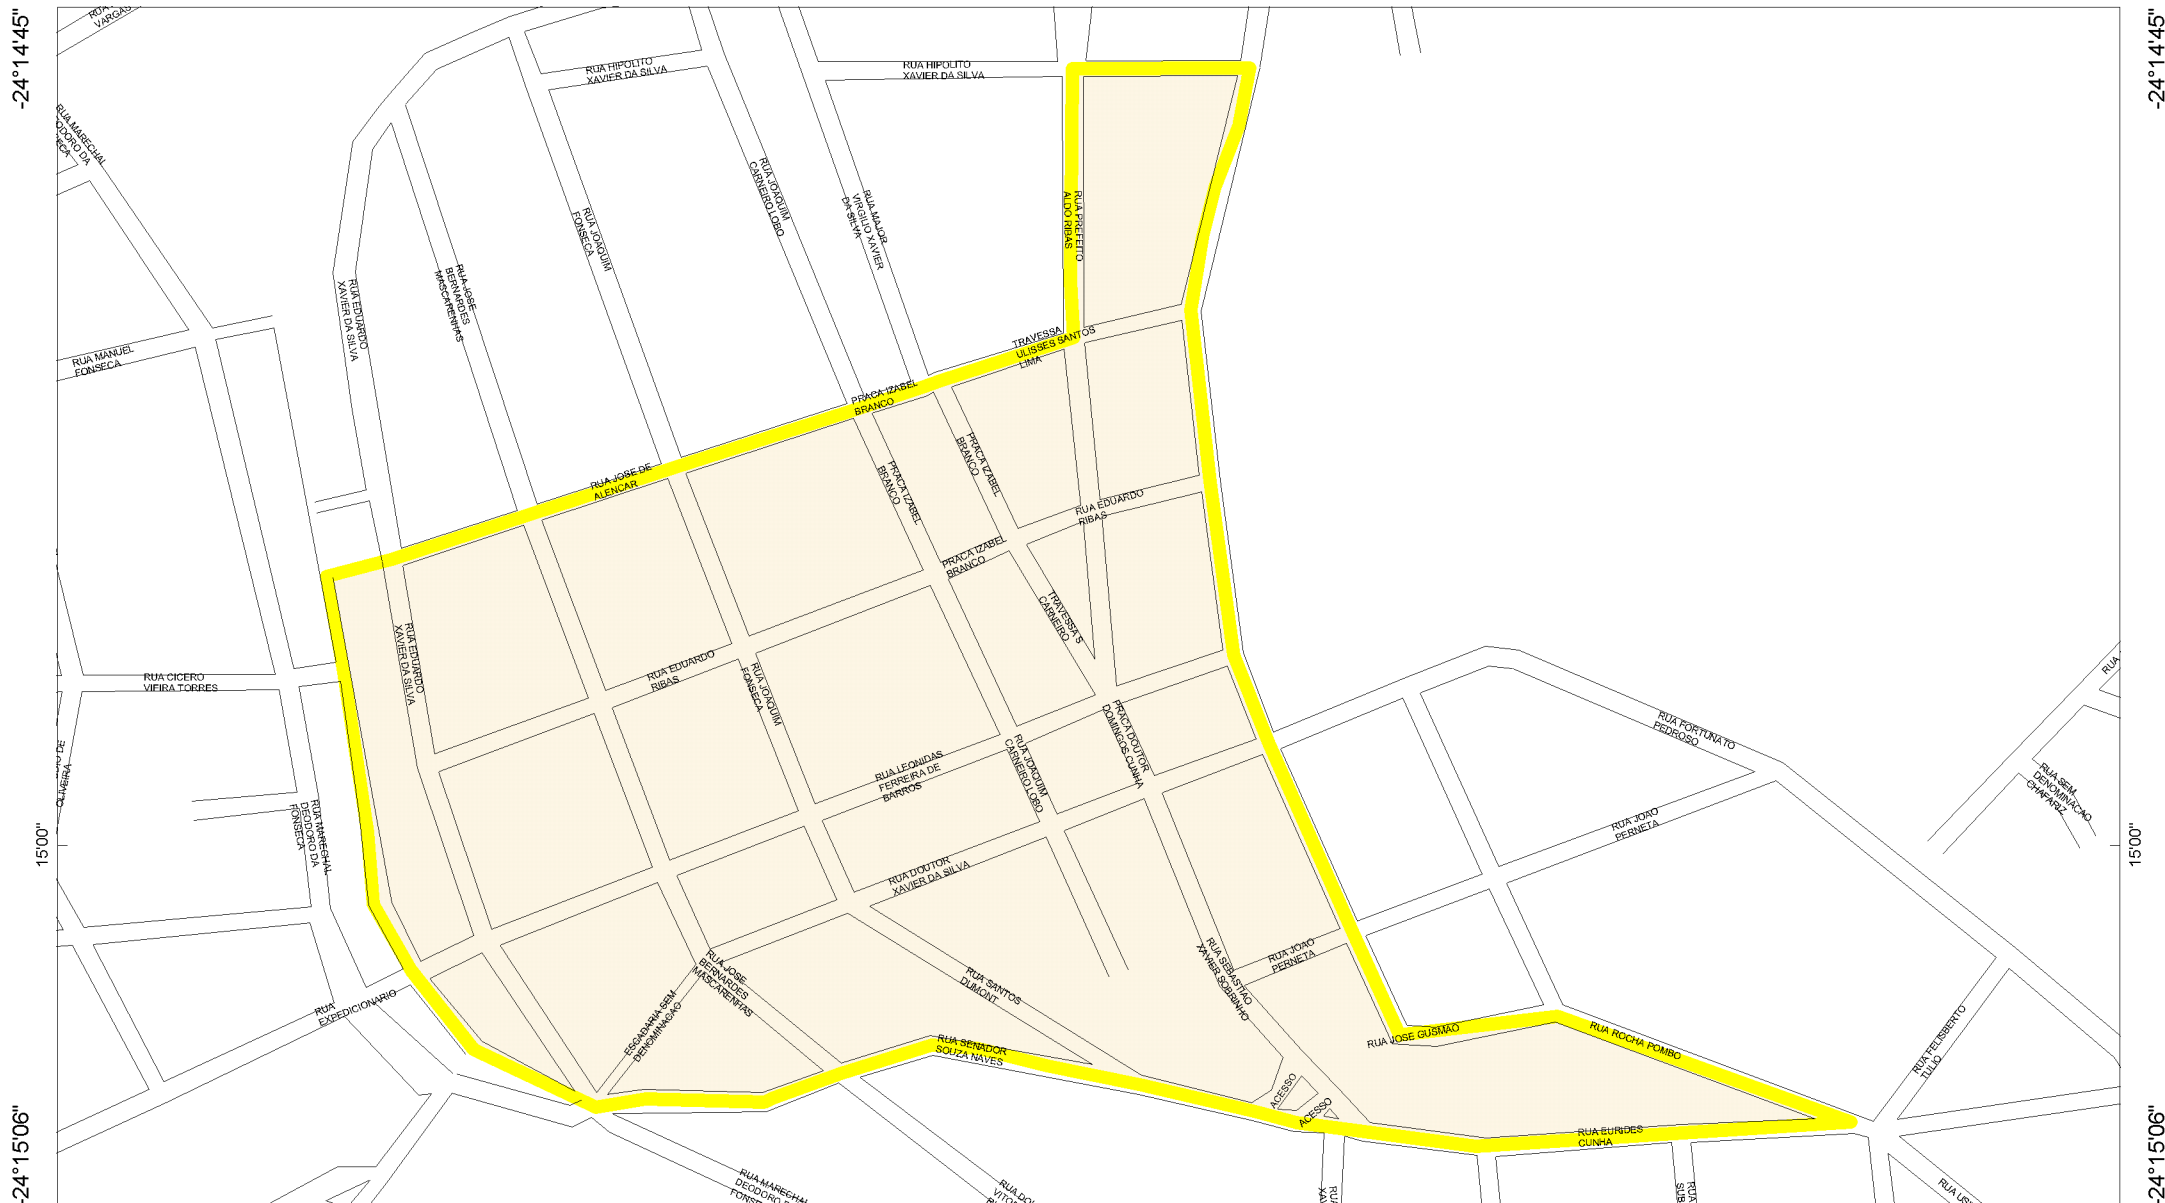 -24°14'45"
-24°14'45"
VARGAS
RUA HIPOLITO
XAVIER DA SILVA
RUA HIPOLITO
XAVIER DA SILVA
RUA MARECHAL
RUA JOAQUIM
CARNEIRO LOBO
RUA MAJOR
VIRGILIO XAVIER
DA SILVA
RUA PREFEITO
ALDO RIBAS
RUA JOAQUIM
FONSECA
RUA JOSE
BERNARDES
MASCARENHAS
RUA EDUARDO
XAVIER DA SILVA
RUA MANUEL
FONSECA
TRAVESSA
ULISSES SANTOS
LIMA
PRACA IZABEL
BRANCO
RUA JOSE DE
ALENCAR
PRACA IZABEL
BRANCO
PRACA IZABEL
BRANCO
RUA EDUARDO
RIBAS
PRACA IZABEL
BRANCO
TRAVESSA S
CARNEIRO
RUA EDUARDO
XAVIER DA SILVA
RUA EDUARDO
RIBAS
RUA JOAQUIM
FONSECA
RUA CICERO
VIEIRA TORRES
OLIVEIRA
RUA LEONIDAS
FERREIRA DE
BARROS
RUA JOAQUIM
CARNEIRO LOBO
PRACA DOUTOR
DOMINGOS CUNHA
RUA FORTUNATO
PEDROSO
RUA
RUA SEM
DENOMINACAO
CHAFARIZ
RUA JOAO
PERNETA
15'00"
15'00"
RUA MARECHAL
DEODORO DA
FONSECA
RUA DOUTOR
XAVIER DA SILVA
RUA JOAO
PERNETA
RUA SEBASTIAO
XAVIER SOBRINHO
RUA SANTOS
DUMONT
RUA JOSE
BERNARDES
MASCARENHAS
ESCADARIA SEM
DENOMINACAO
RUA
EXPEDICIONARIO
RUA SENADOR
SOUZA NAVES
RUA JOSE GUSMAO
RUA ROCHA POMBO
RUA FELISBERTO
TULIO
ACESSO
ACESSO
RUA EURIDES
CUNHA
-24°15'06"
-24°15'06"
RUA MARECHAL
DEODORO
RUA
RUA